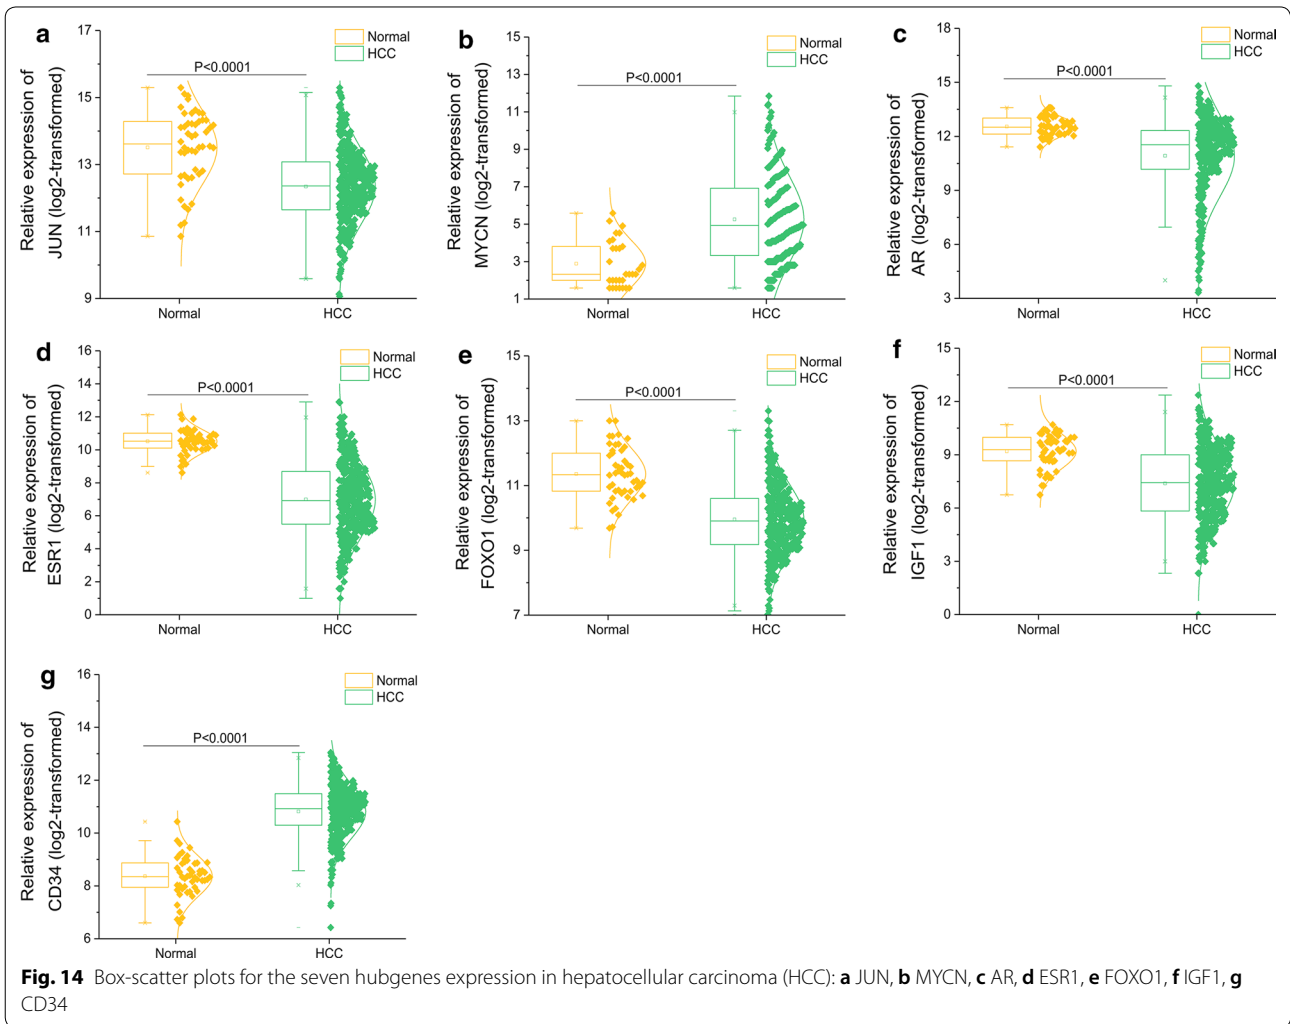 a
Relative expression of
JUN (log2-transformed)
17
15
13
11
9
P<0.0001
Normal
HCC
Normal
HCC
b
Relative expression of
MYCN (log2-transformed)
15
13
11
9
7
5
3
1
P<0.0001
Normal
HCC
Normal
HCC
c
Relative expression of
AR (log2-transformed)
18
15
12
9
6
3
P<0.0001
Normal
HCC
Normal
HCC
d
Relative expression of
ESR1 (log2-transformed)
16
14
12
10
8
6
4
2
0
P<0.0001
Normal
HCC
Normal
HCC
e
Relative expression of
FOXO1 (log2-transformed)
15
13
11
9
7
P<0.0001
Normal
HCC
Normal
HCC
f
Relative expression of
IGF1 (log2-transformed)
15
12
9
6
3
0
P<0.0001
Normal
HCC
Normal
HCC
g
Relative expression of
CD34 (log2-transformed)
16
14
12
11
10
8
6
P<0.0001
Normal
HCC
Normal
HCC
Fig. 14 Box-scatter plots for the seven hubgenes expression in hepatocellular carcinoma (HCC): a JUN, b MYCN, c AR, d ESR1, e FOXO1, f IGF1, g
CD34